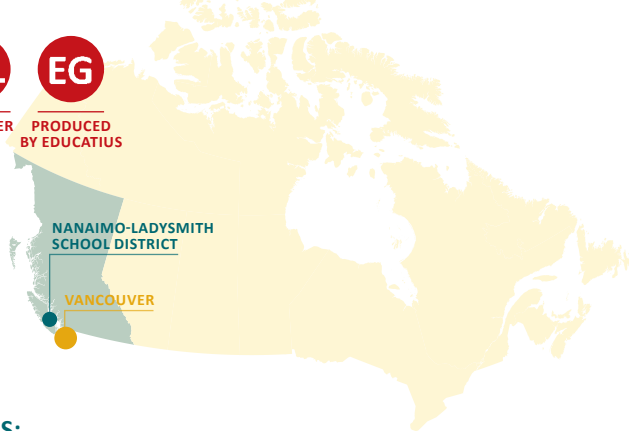 EG
PRODUCED
BY EDUCATIUS
NANAIMO-LADYSMITH
SCHOOL DISTRICT
VANCOUVER